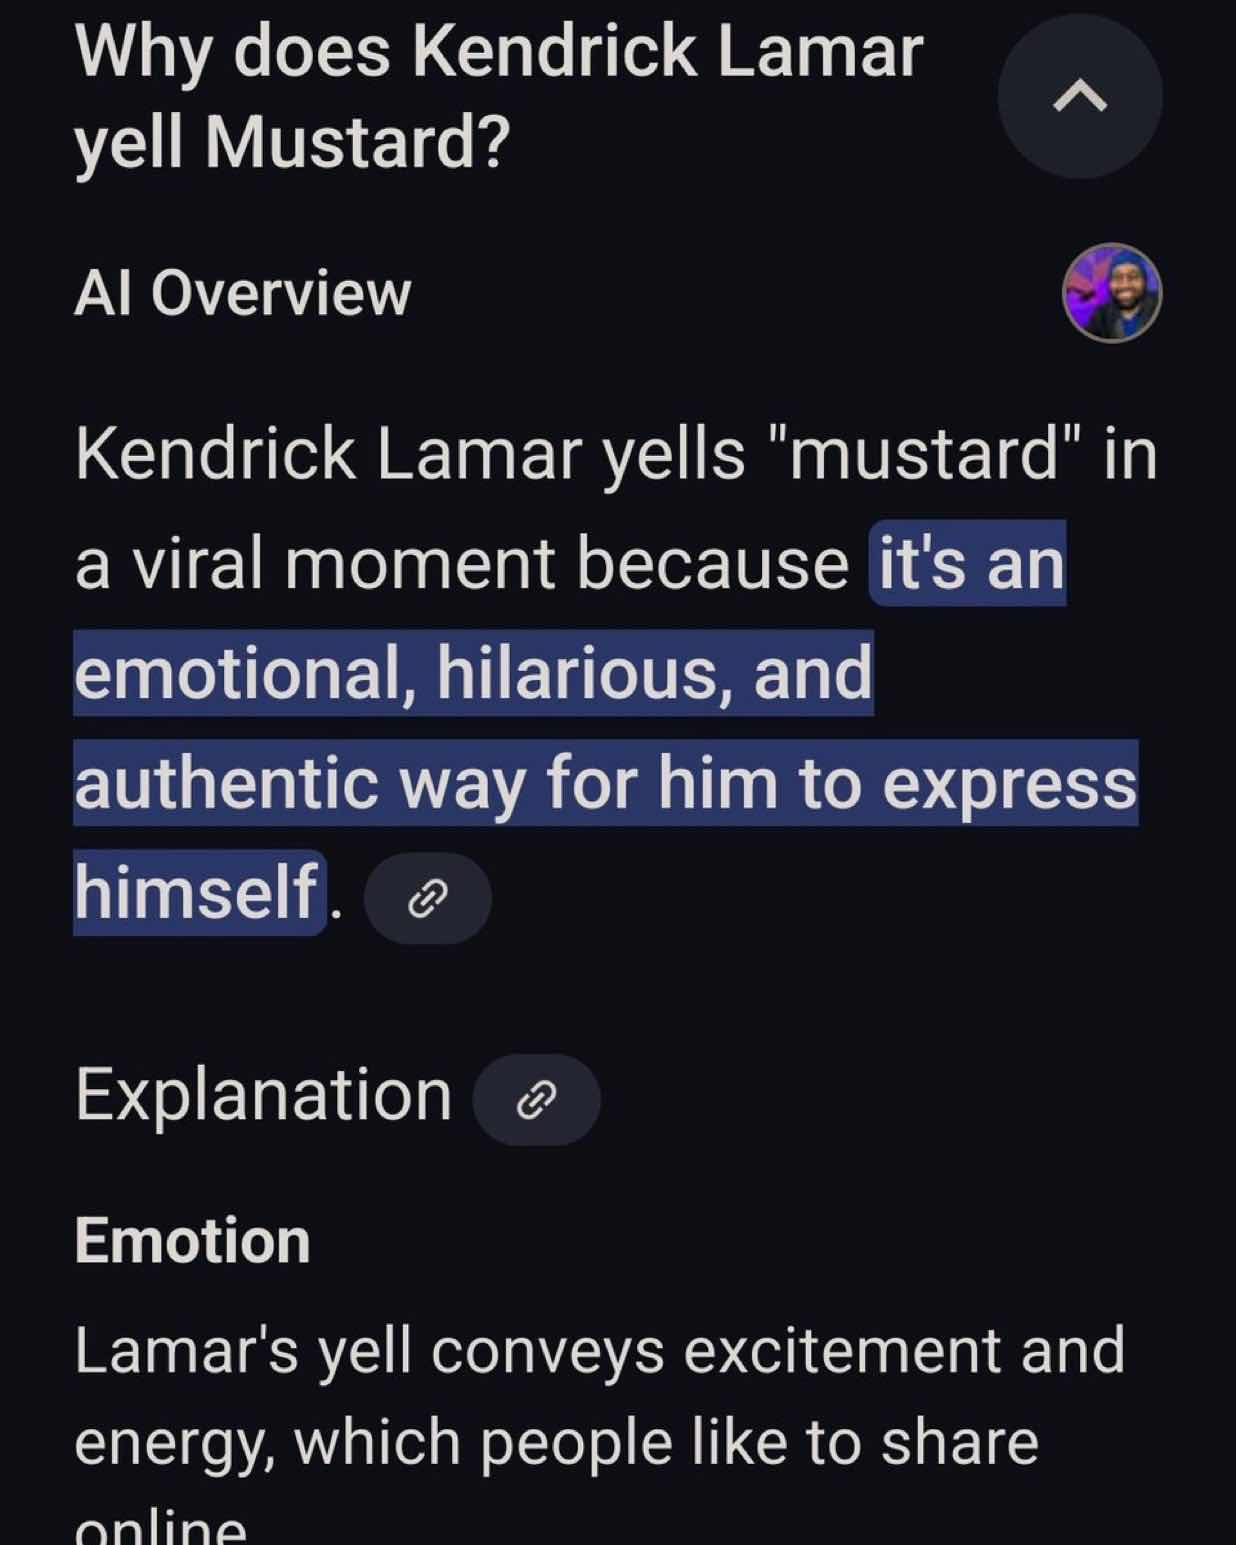 Why does Kendrick Lamar
yell Mustard?
AI Overview
Kendrick Lamar yells "mustard" in
a viral moment because it's an
emotional, hilarious, and
authentic way for him to express
himself.
Explanation
Emotion
Lamar's yell conveys excitement and
energy, which people like to share
online